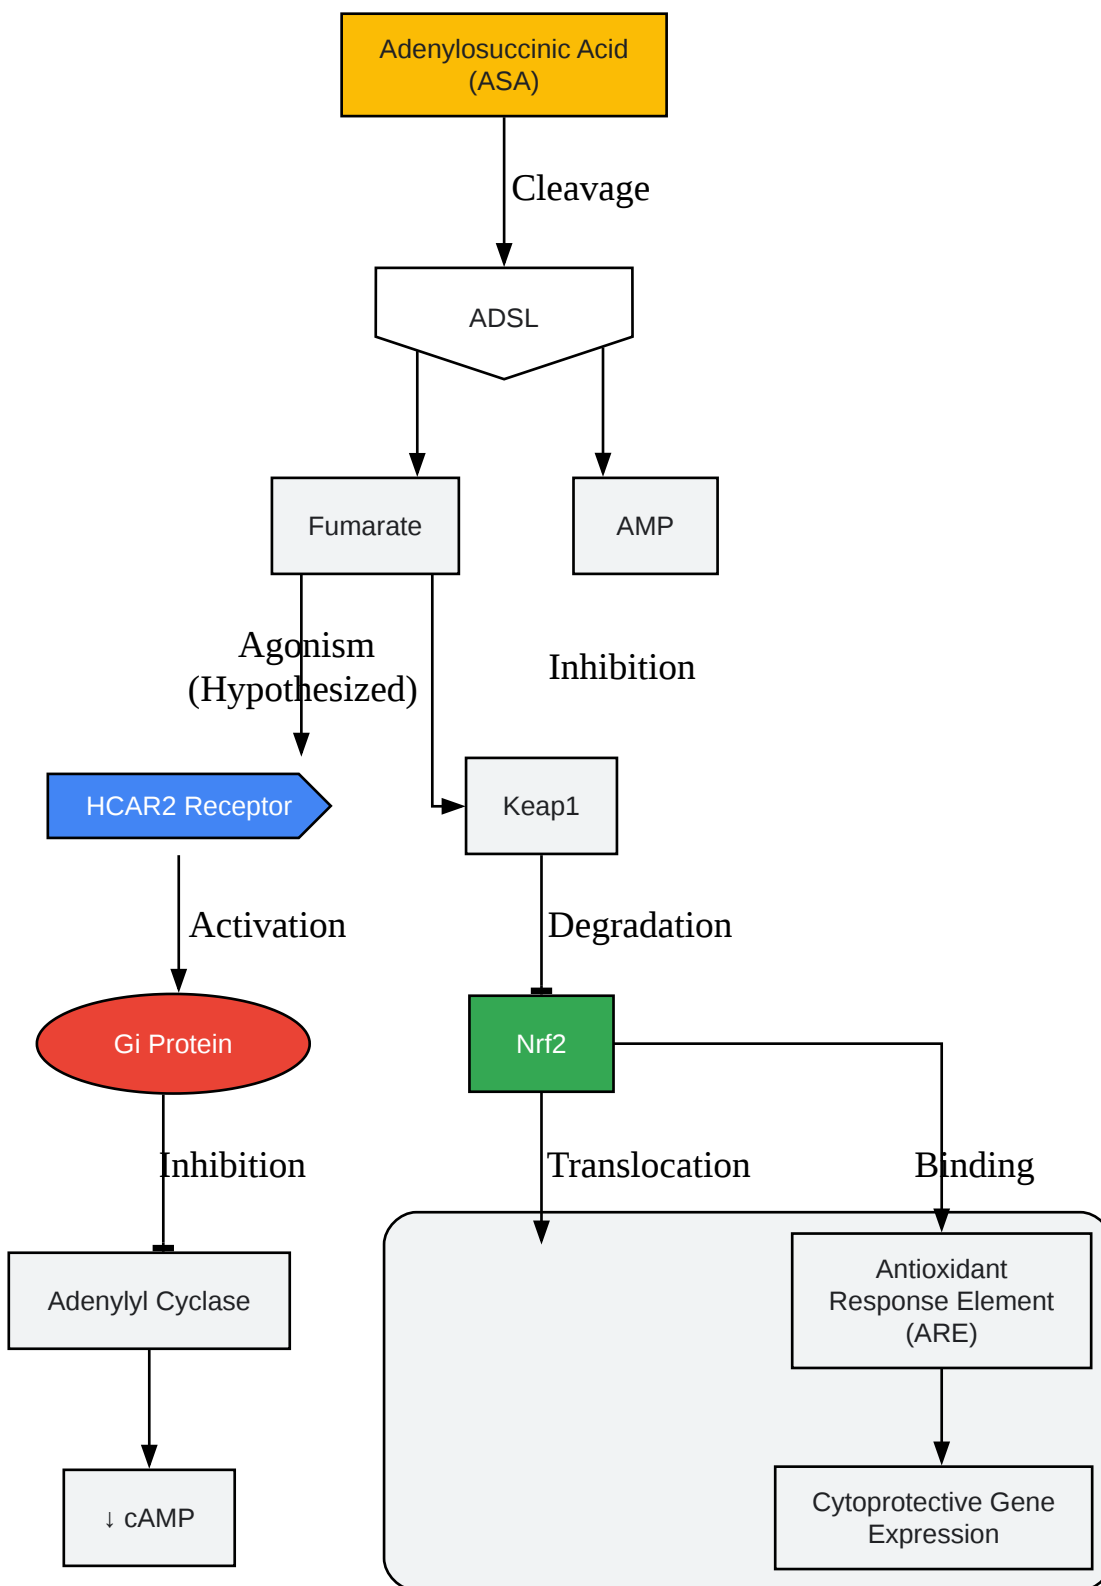 Adenylosuccinic Acid
(ASA)
Cleavage
ADSL
Fumarate
AMP
Agonism
(Hypothesized)
Inhibition
HCAR2 Receptor
Keap1
Activation
Degradation
Gi Protein
Nrf2
Inhibition
Translocation
Binding
Adenylyl Cyclase
Antioxidant
Response Element
(ARE)
↓ cAMP
Cytoprotective Gene
Expression